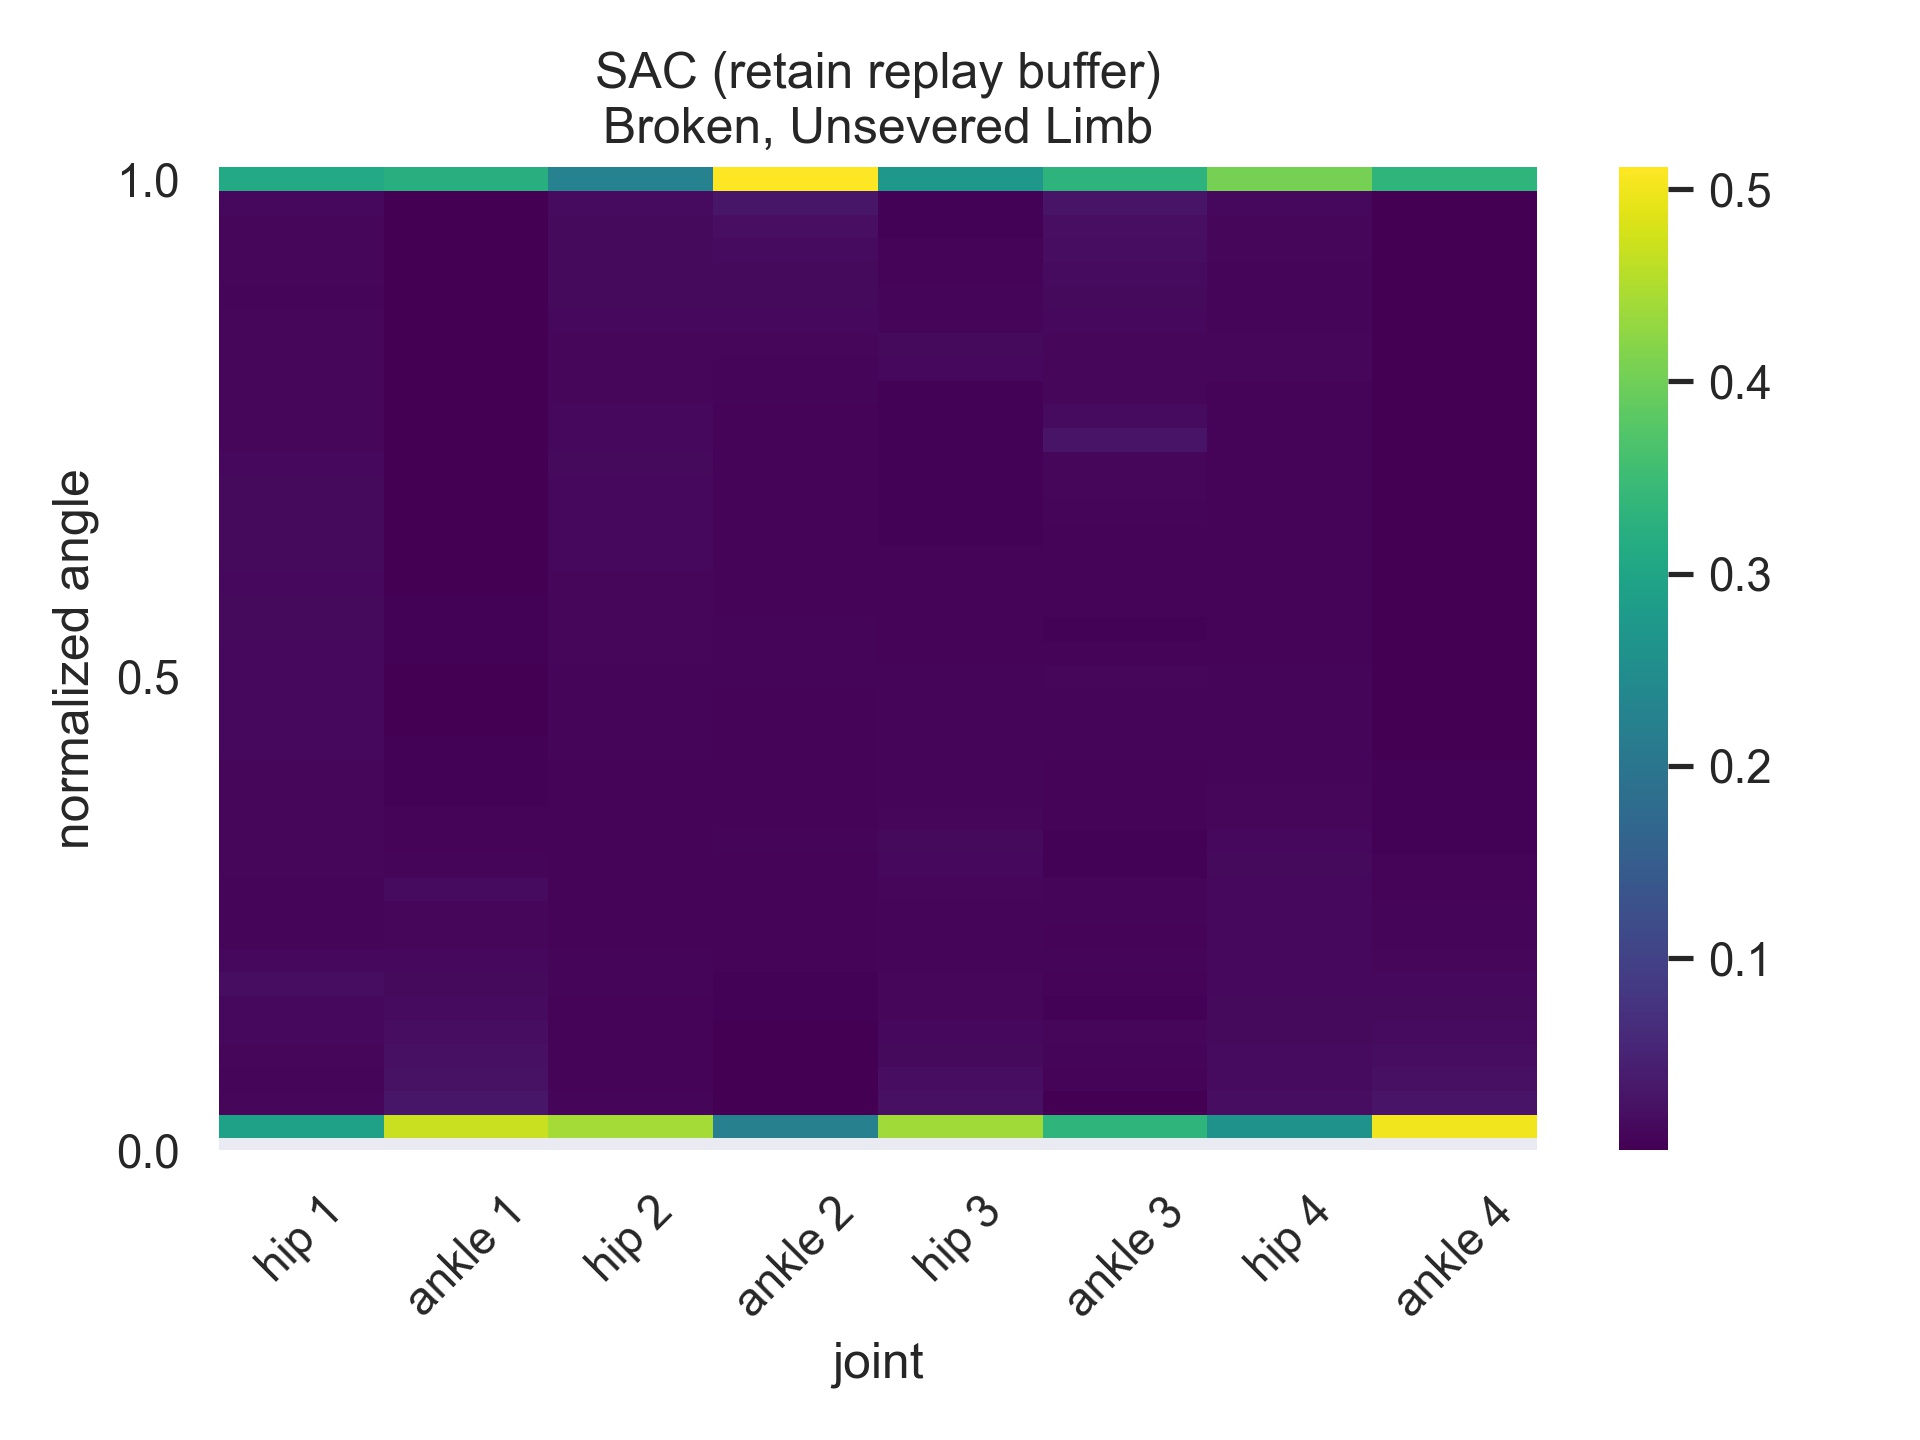 SAC (retain replay buffer)
Broken, Unsevered Limb
1.0
0.5
0.0
normalized angle
hip 1
ankle 1
hip 2
ankle 2
hip 3
ankle 3
hip 4
ankle 4
joint
0.5
0.4
0.3
0.2
0.1